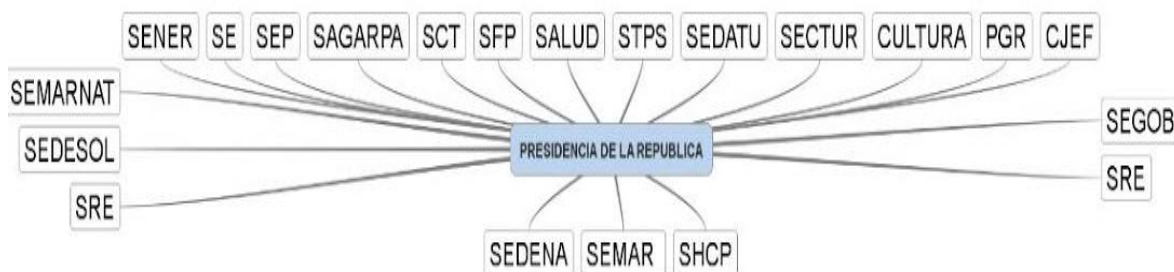 SENER SE SEP SAGARPA SCT SFP SALUD STPS SEDATU SECTUR CULTURA PGR CJEF
SEMARNAT
SEGOB
SEDESOL
PRESIDENCIA DE LA REPUBLICA
SRE
SRE
SEDENA SEMAR SHCP